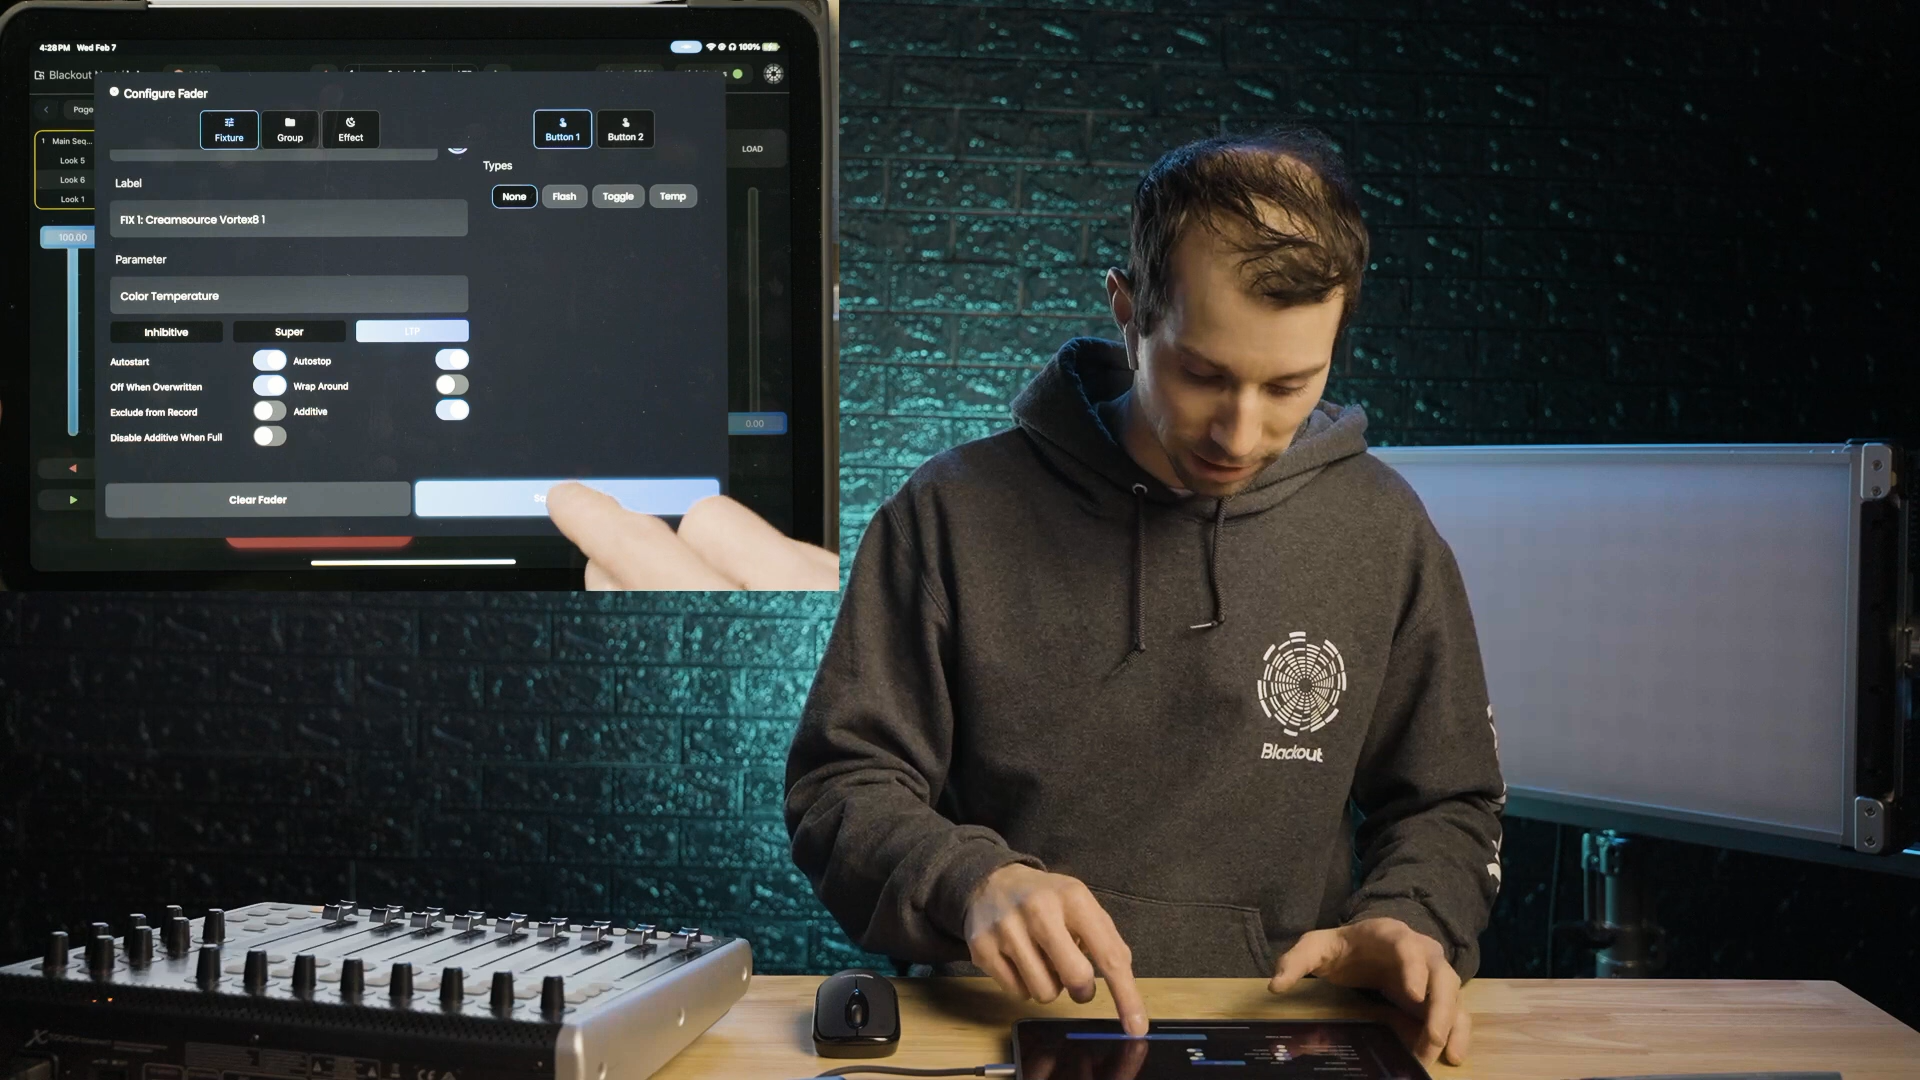 4:28 PM Wed Feb 7
100%
Blackout
Configure Fader
Page
Fixture
Group
Effect
Button 1
Button 2
1 Main Seq...
Look 5
Look 6
Look 1
100.00
LOAD
Types
None
Flash
Toggle
Temp
Label
FIX 1: Creamsource Vortex8 1
Parameter
Color Temperature
Inhibitive
Super
LTP
Autostart
Autostop
Off When Overwritten
Wrap Around
Exclude from Record
Additive
Disable Additive When Full
0.00
Clear Fader
Blackout